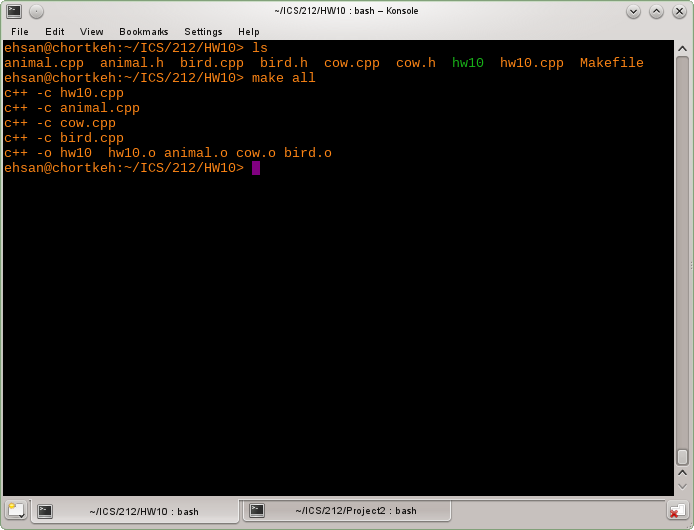 ~/ICS/212/HW10 : bash – Konsole
File Edit View Bookmarks Settings Help
ehsan@chortkeh:~/ICS/212/HW10> ls
animal.cpp  animal.h  bird.cpp  bird.h  cow.cpp  cow.h  hw10  hw10.cpp  Makefile
ehsan@chortkeh:~/ICS/212/HW10> make all
c++ -c hw10.cpp
c++ -c animal.cpp
c++ -c cow.cpp
c++ -c bird.cpp
c++ -o hw10  hw10.o animal.o cow.o bird.o
ehsan@chortkeh:~/ICS/212/HW10>
~/ICS/212/HW10 : bash ~/ICS/212/Project2 : bash